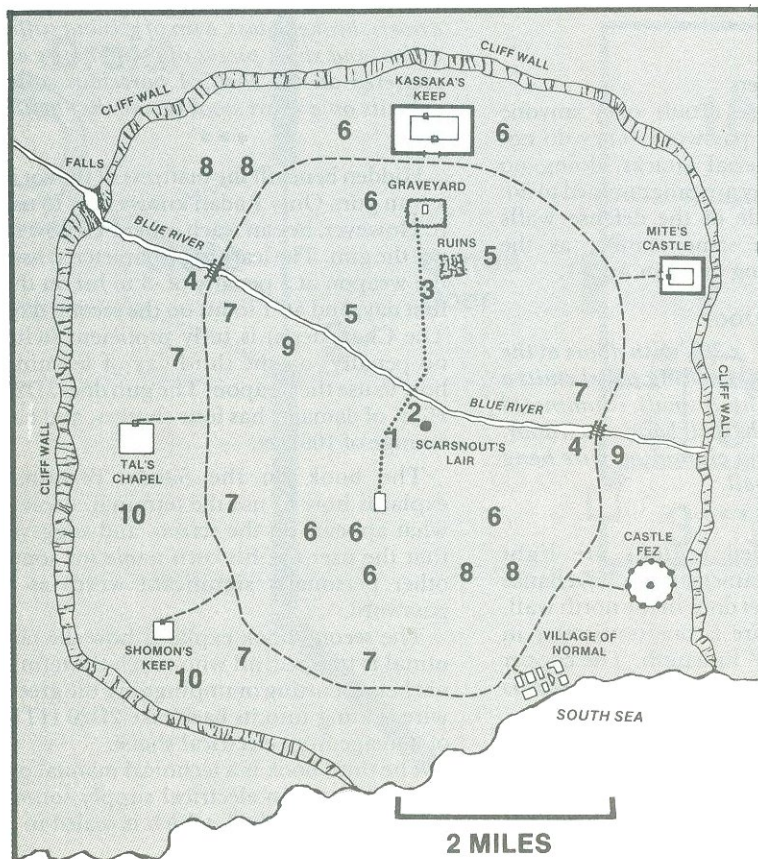 CLIFF WALL
CLIFF WALL
KASSAKA'S
KEEP
6
6
8 8
FALLS
6
GRAVEYARD
RUINS
5
MITE'S
CASTLE
BLUE RIVER
4
3
7
5
9
7
7
CLIFF WALL
BLUE RIVER
2
1
SCARSNOUT'S
LAIR
4
9
CLIFF WALL
TAL'S
CHAPEL
10
7
6 6
6
6
8 8
CASTLE
FEZ
SHOMON'S
KEEP
10
7
7
VILLAGE OF
NORMAL
SOUTH SEA
2 MILES